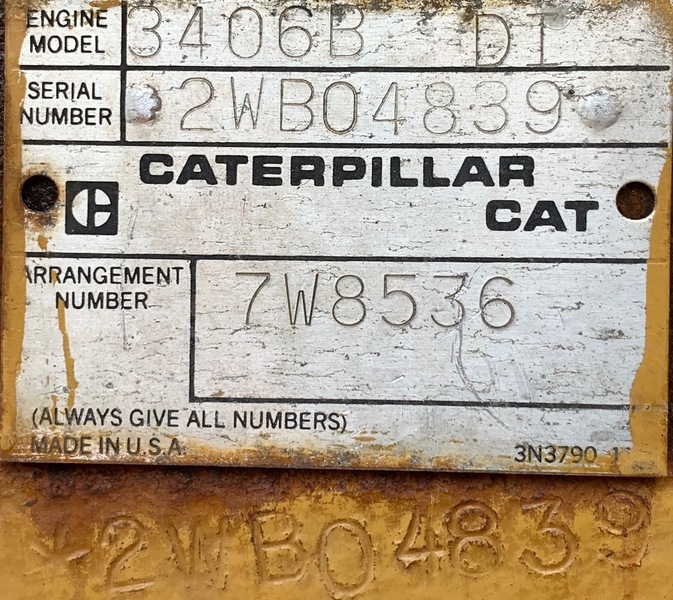 ENGINE MODEL 3406B DI
SERIAL NUMBER 2WB04839
CATERPILLAR
CAT
ARRANGEMENT NUMBER 7W8536
(ALWAYS GIVE ALL NUMBERS)
MADE IN U.S.A.
3N3790 1
*2WB04839